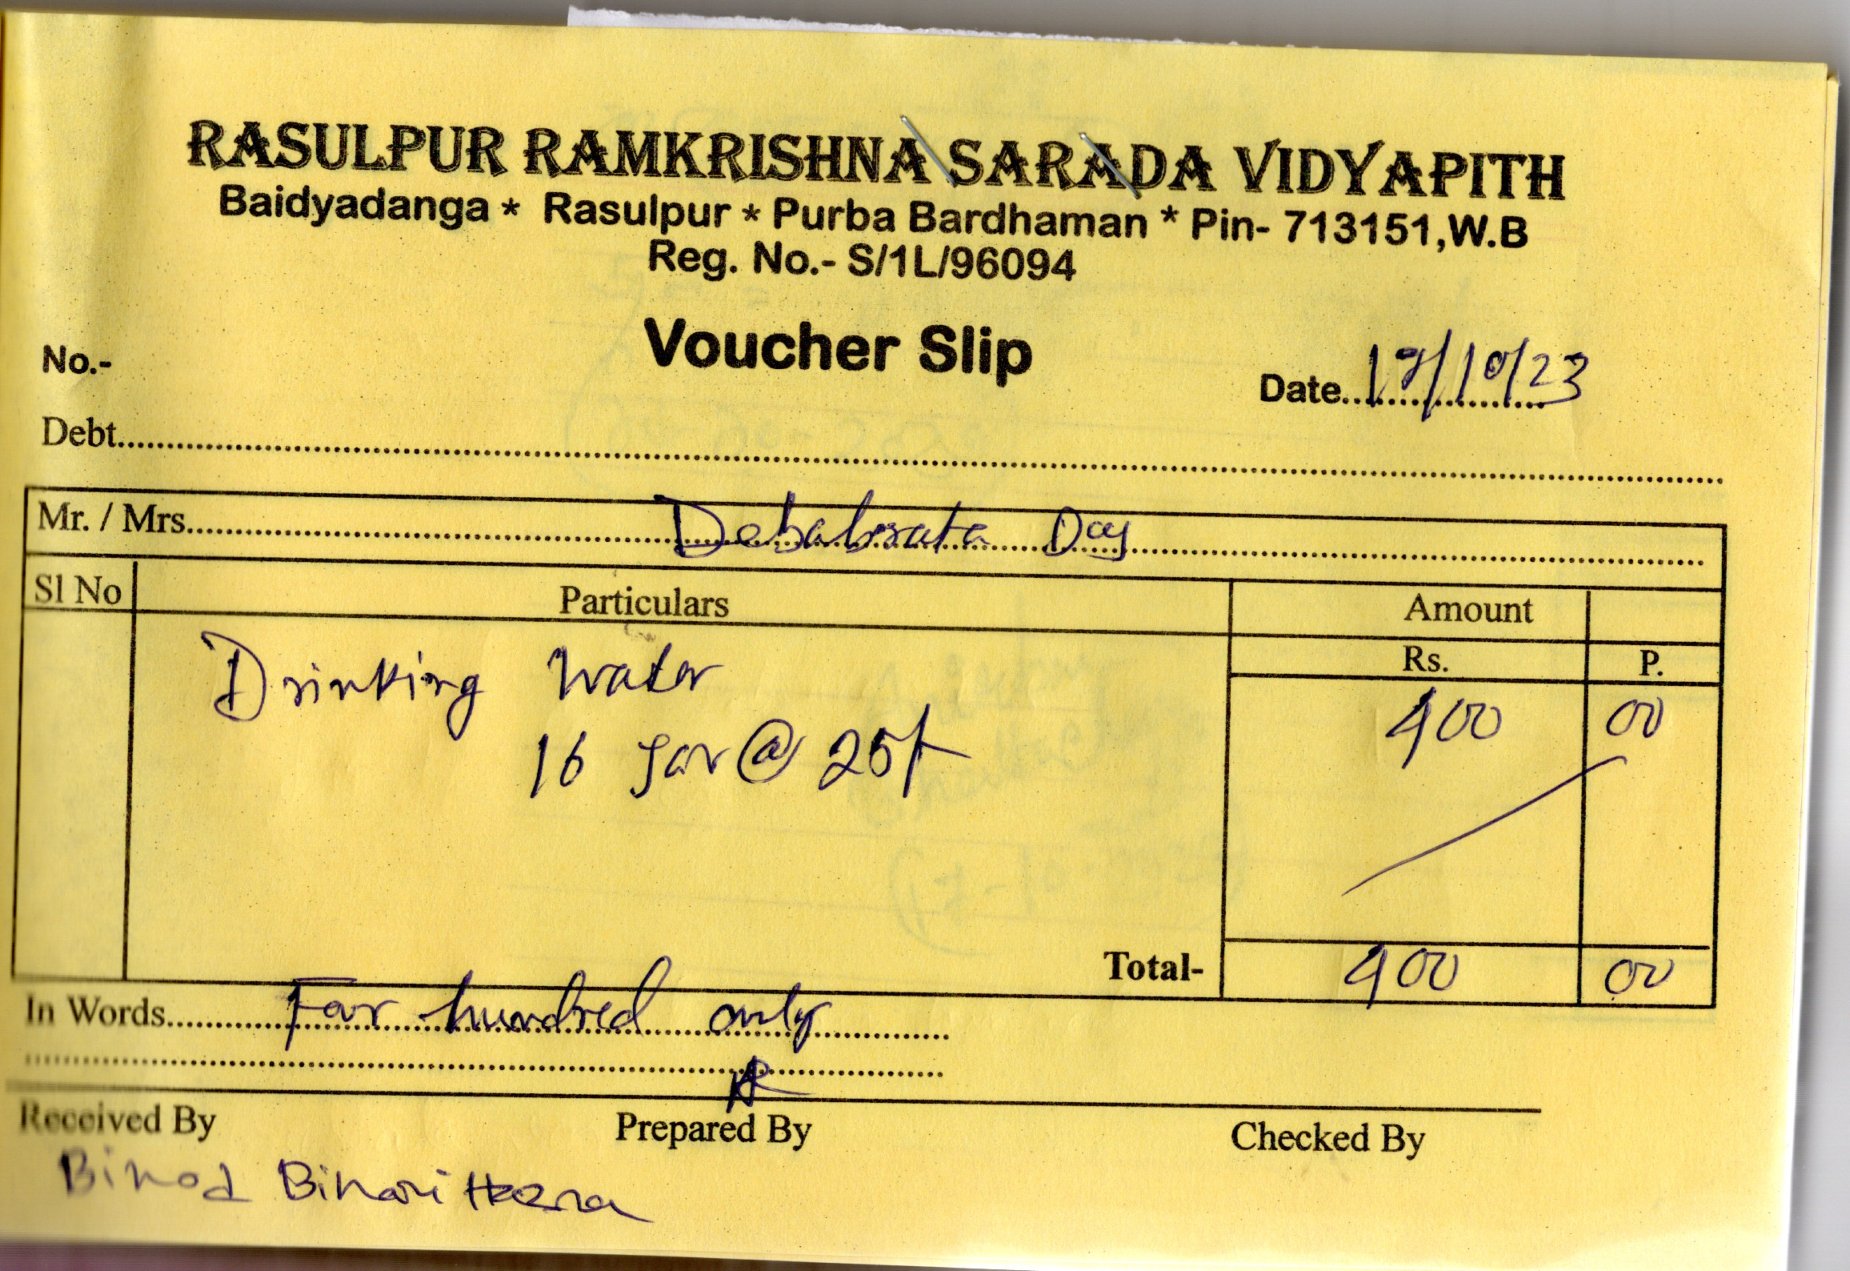 RASULPUR RAMKRISHNA SARADA VIDYAPITH
Baidyadanga * Rasulpur * Purba Bardhaman * Pin- 713151,W.B
Reg. No.- S/1L/96094
Voucher Slip
No.-
Date.. /10/23
Debt
Mr. / Mrs. Debabrata Dey
Sl No Particulars Amount
Rs. P.
Drinking Water 400 00
16 Jar @ 25/-
Total- 400 00
In Words Four hundred only
Received By Prepared By Checked By
Binod Bihari